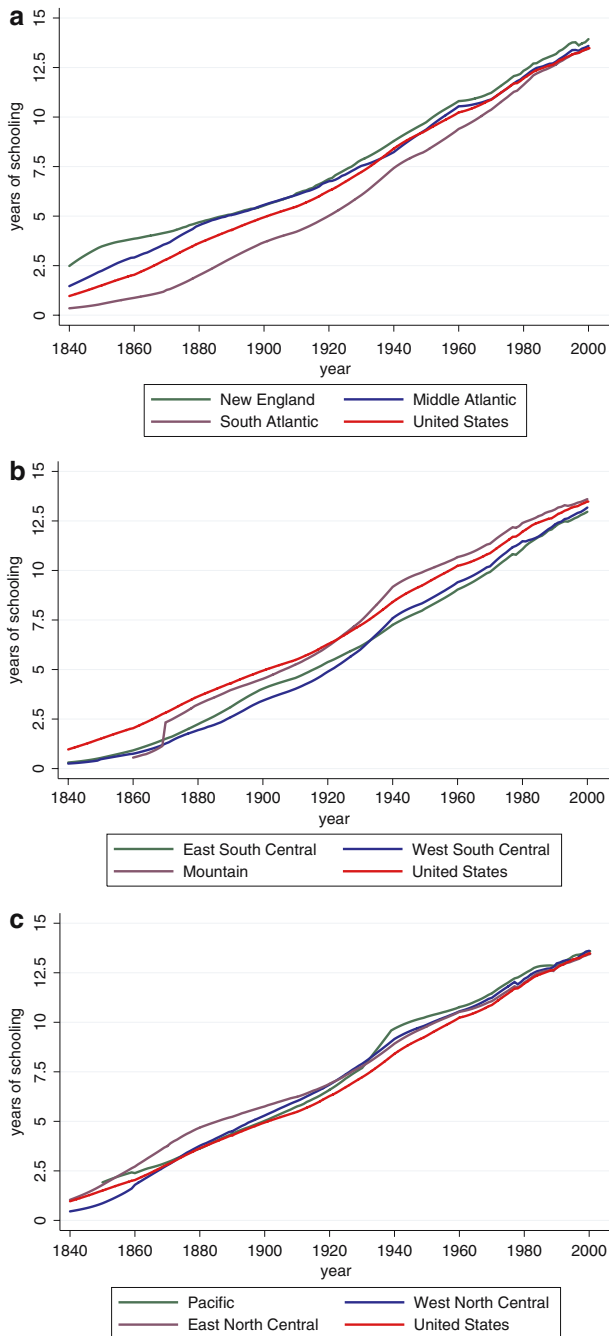 a
15
12.5
10
7.5
5
2.5
0
years of schooling
1840 1860 1880 1900 1920 1940 1960 1980 2000
year
New England Middle Atlantic
South Atlantic United States
b
15
12.5
10
7.5
5
2.5
0
years of schooling
1840 1860 1880 1900 1920 1940 1960 1980 2000
year
East South Central West South Central
Mountain United States
c
15
12.5
10
7.5
5
2.5
0
years of schooling
1840 1860 1880 1900 1920 1940 1960 1980 2000
year
Pacific West North Central
East North Central United States